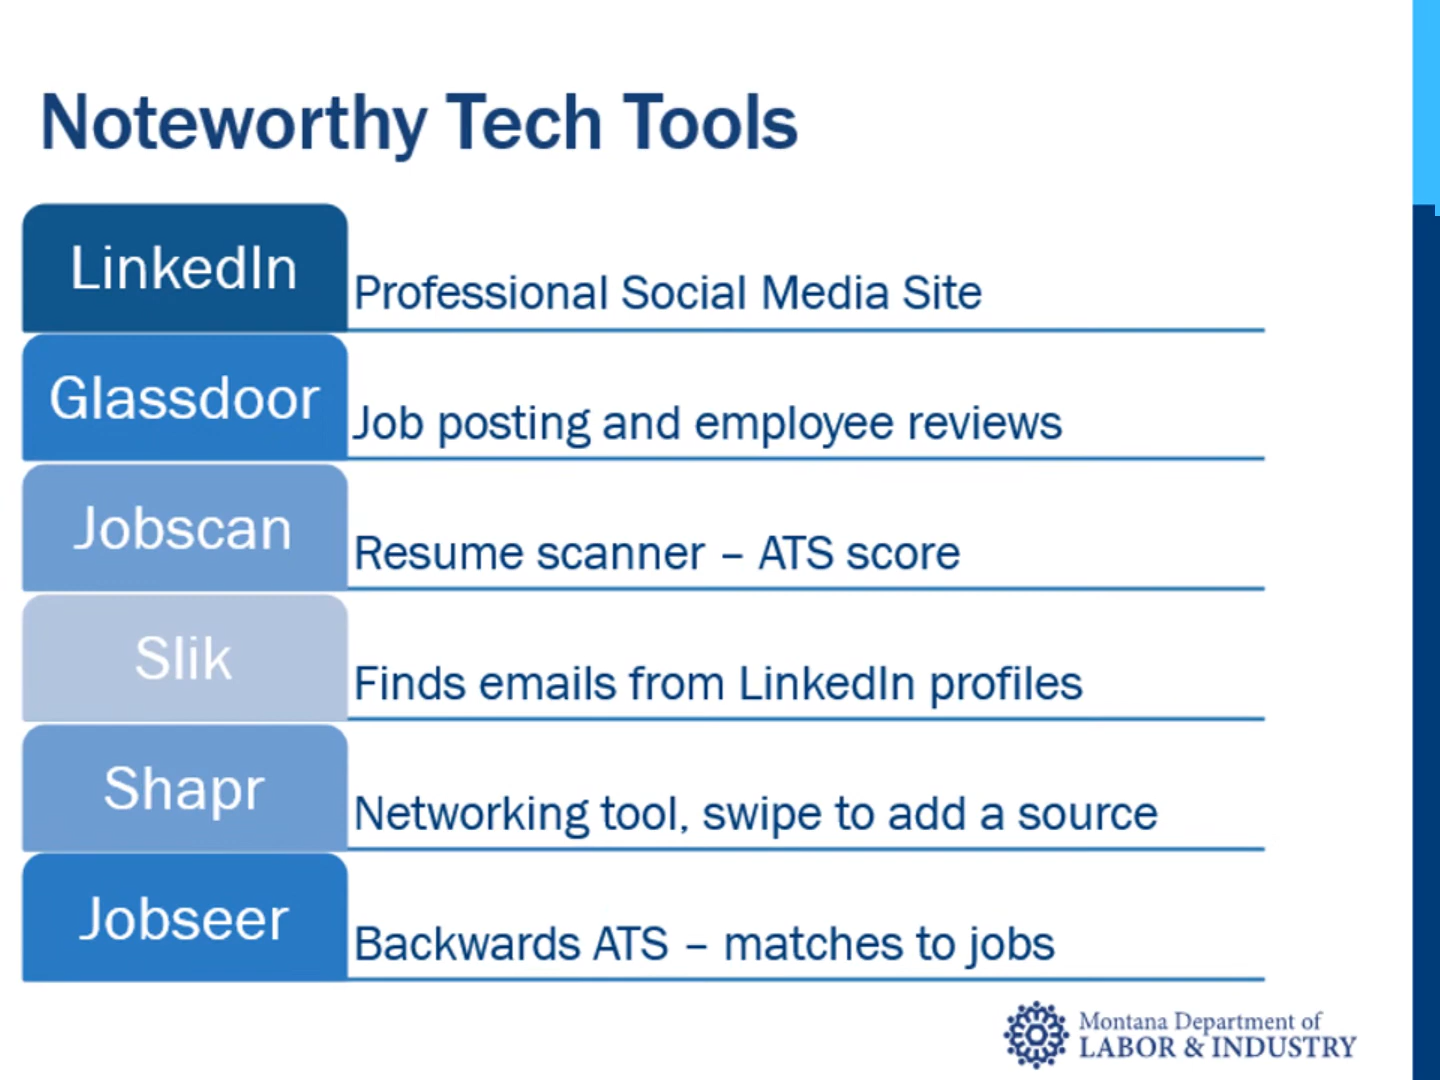 Noteworthy Tech Tools
LinkedIn
Professional Social Media Site
Glassdoor
Job posting and employee reviews
Jobscan
Resume scanner – ATS score
Slik
Finds emails from LinkedIn profiles
Shapr
Networking tool, swipe to add a source
Jobseer
Backwards ATS – matches to jobs
Montana Department of
LABOR & INDUSTRY